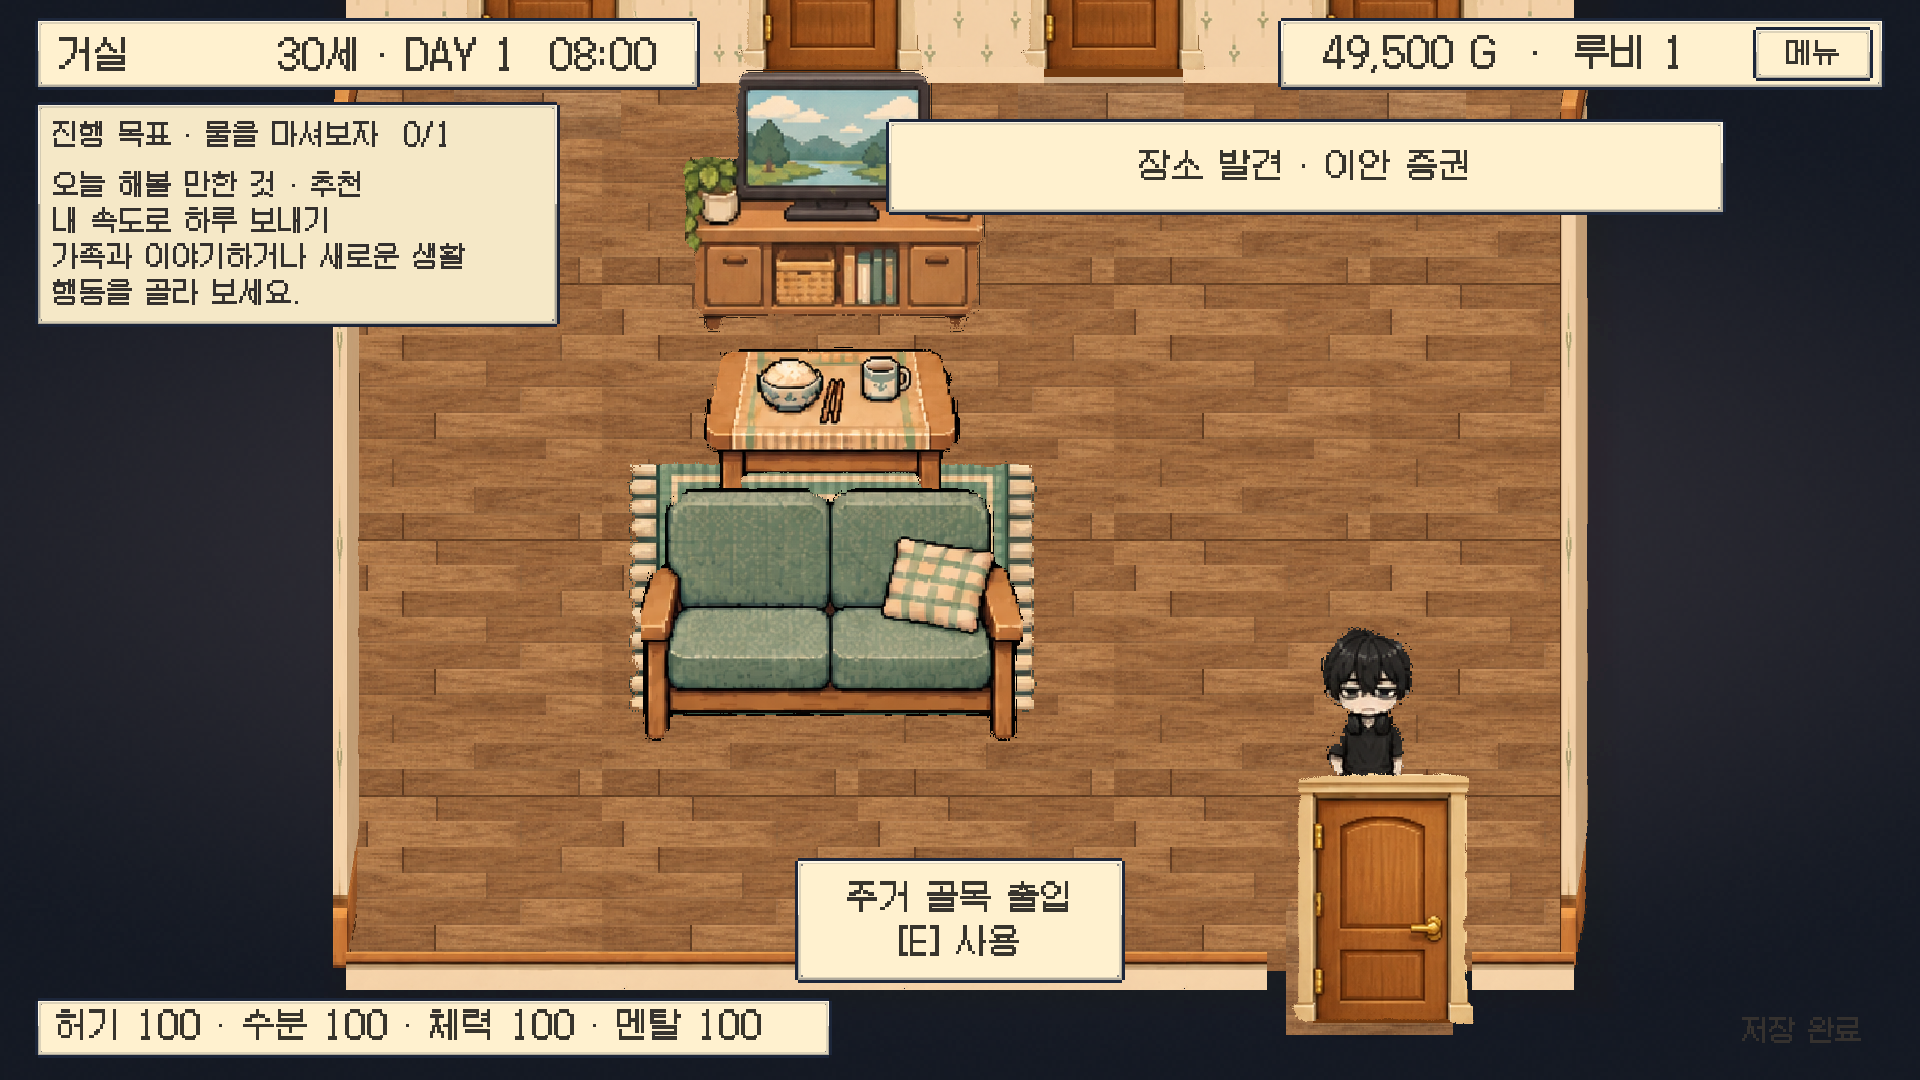 거실 30세 · DAY 1 08:00
49,500 G · 루비 1 메뉴
진행 목표 · 물을 마셔보자 0/1
오늘 해볼 만한 것 · 추천
내 속도로 하루 보내기
가족과 이야기하거나 새로운 생활
행동을 골라 보세요.
장소 발견 · 이안 증권
주거 골목 출입
[E] 사용
허기 100 · 수분 100 · 체력 100 · 멘탈 100
저장 완료